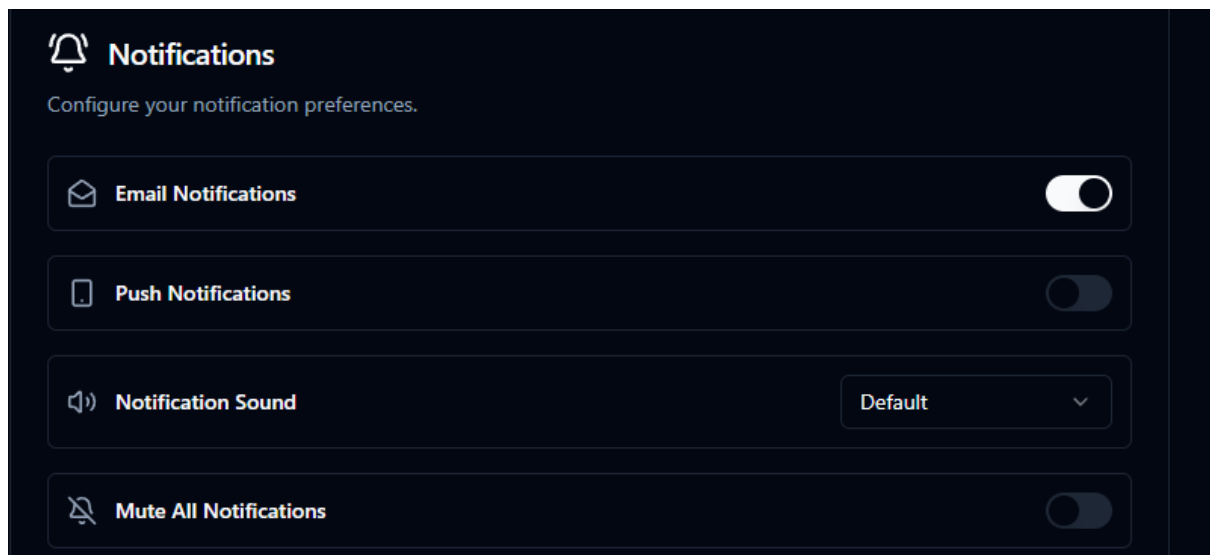 Notifications
Configure your notification preferences.
Email Notifications
Push Notifications
Notification Sound
Default
Mute All Notifications